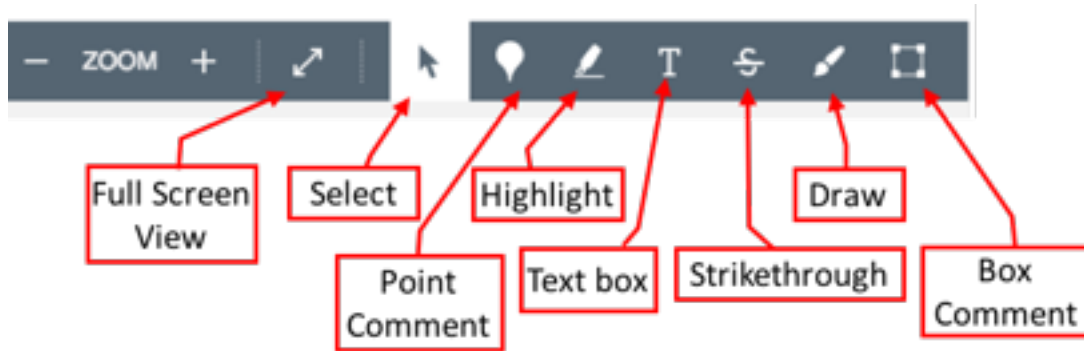 − ZOOM +
T S
Full Screen
View
Select
Point
Comment
Highlight
Text box
Strikethrough
Draw
Box
Comment